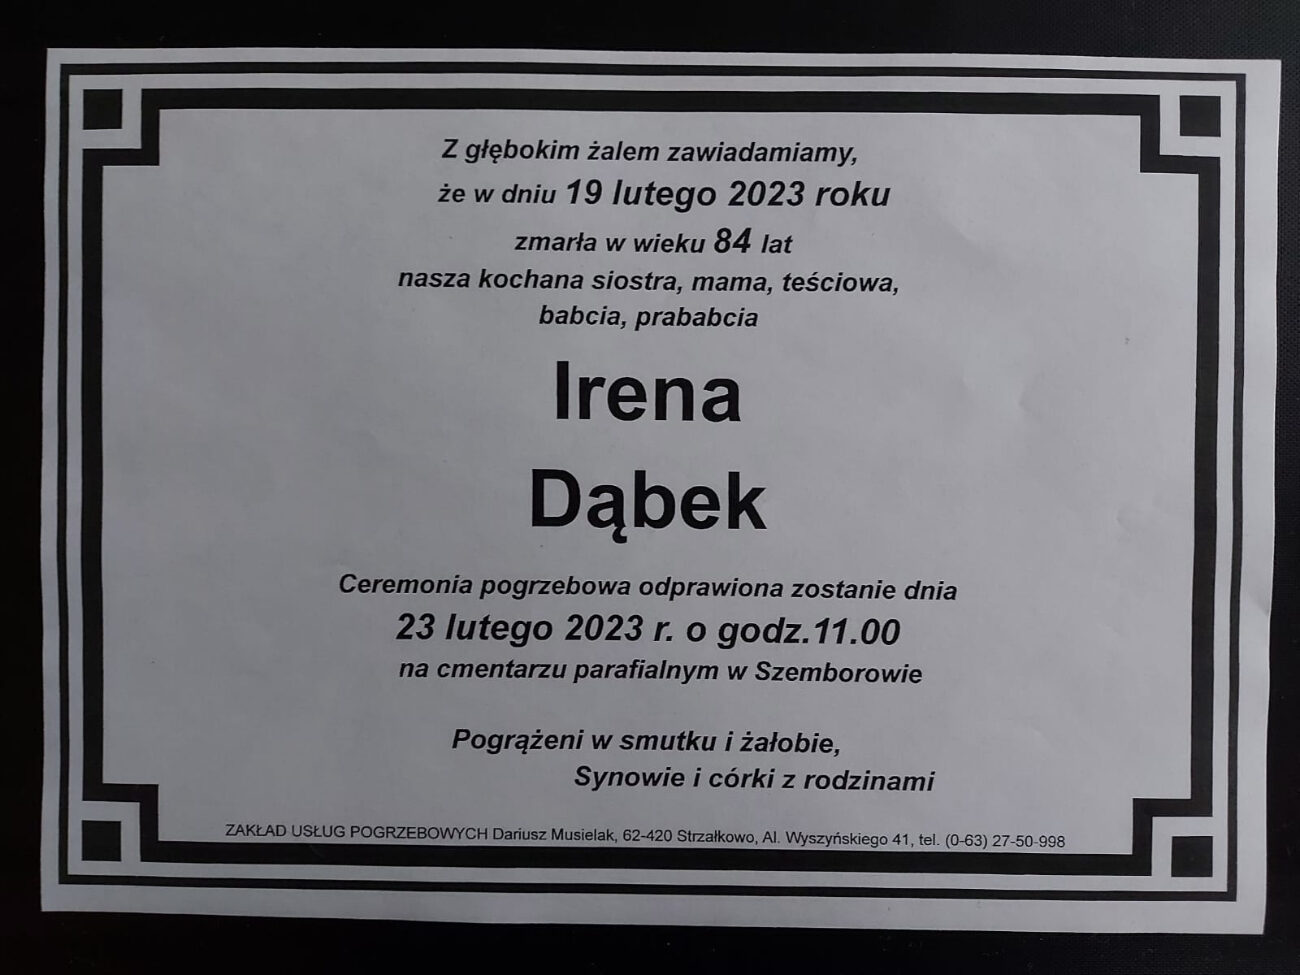 Z głębokim żalem zawiadamiamy,
że w dniu 19 lutego 2023 roku
zmarła w wieku 84 lat
nasza kochana siostra, mama, teściowa,
babcia, prababcia
Irena
Dąbek
Ceremonia pogrzebowa odprawiona zostanie dnia
23 lutego 2023 r. o godz.11.00
na cmentarzu parafialnym w Szemborowie
Pogrążeni w smutku i żałobie,
Synowie i córki z rodzinami
ZAKŁAD USŁUG POGRZEBOWYCH Dariusz Musielak, 62-420 Strzałkowo, Al. Wyszyńskiego 41, tel. (0-63) 27-50-998